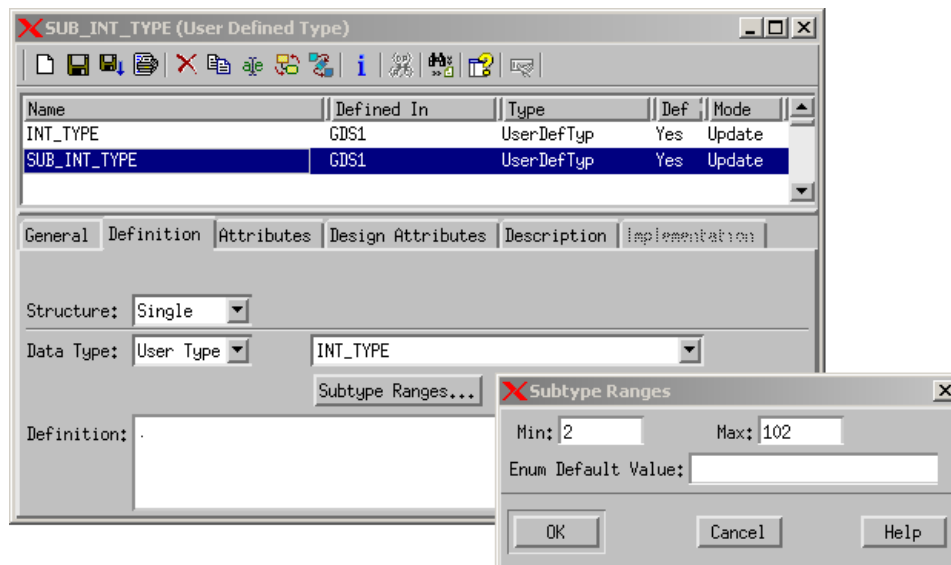 SUB_INT_TYPE (User Defined Type)
Name Defined In Type Def Mode
INT_TYPE GDS1 UserDefTyp Yes Update
SUB_INT_TYPE GDS1 UserDefTyp Yes Update
General Definition Attributes Design Attributes Description Implementation
Structure: Single
Data Type: User Type INT_TYPE
Subtype Ranges...
Definition: .
Subtype Ranges
Min: 2 Max: 102
Enum Default Value:
OK Cancel Help